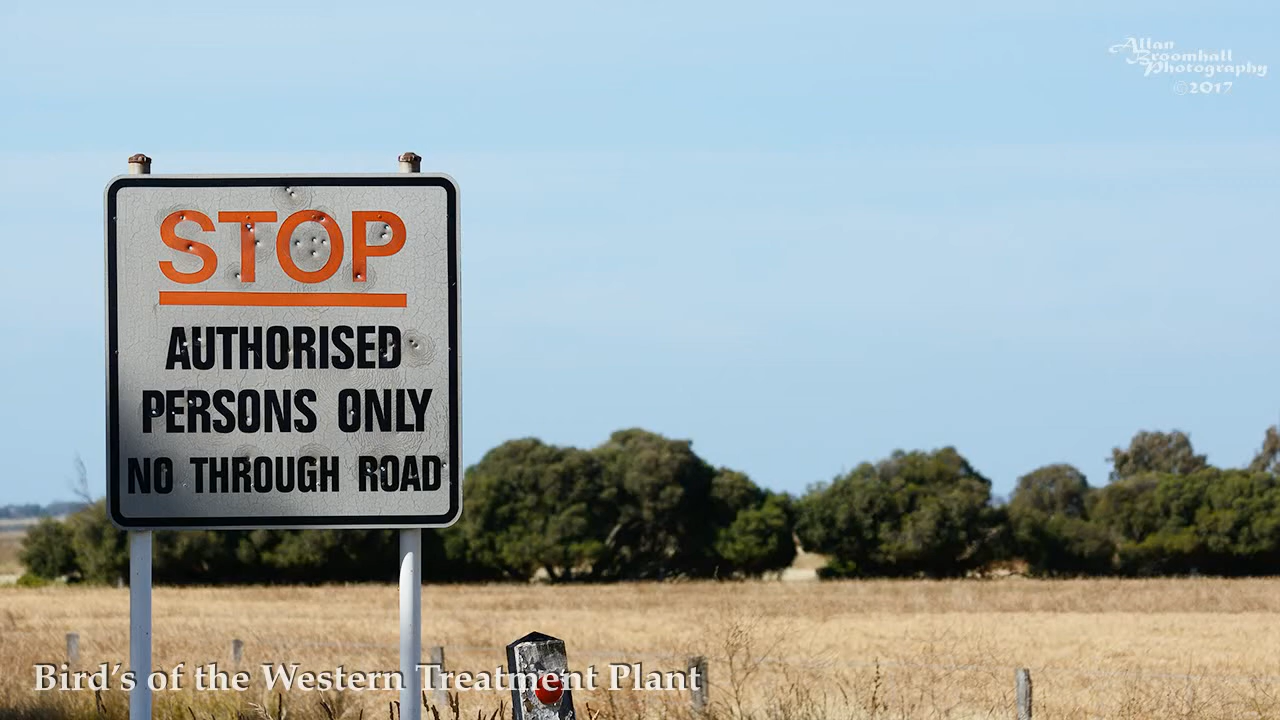 Allan
Broomhall
Photography
©2017
STOP
AUTHORISED
PERSONS ONLY
NO THROUGH ROAD
Bird's of the Western Treatment Plant